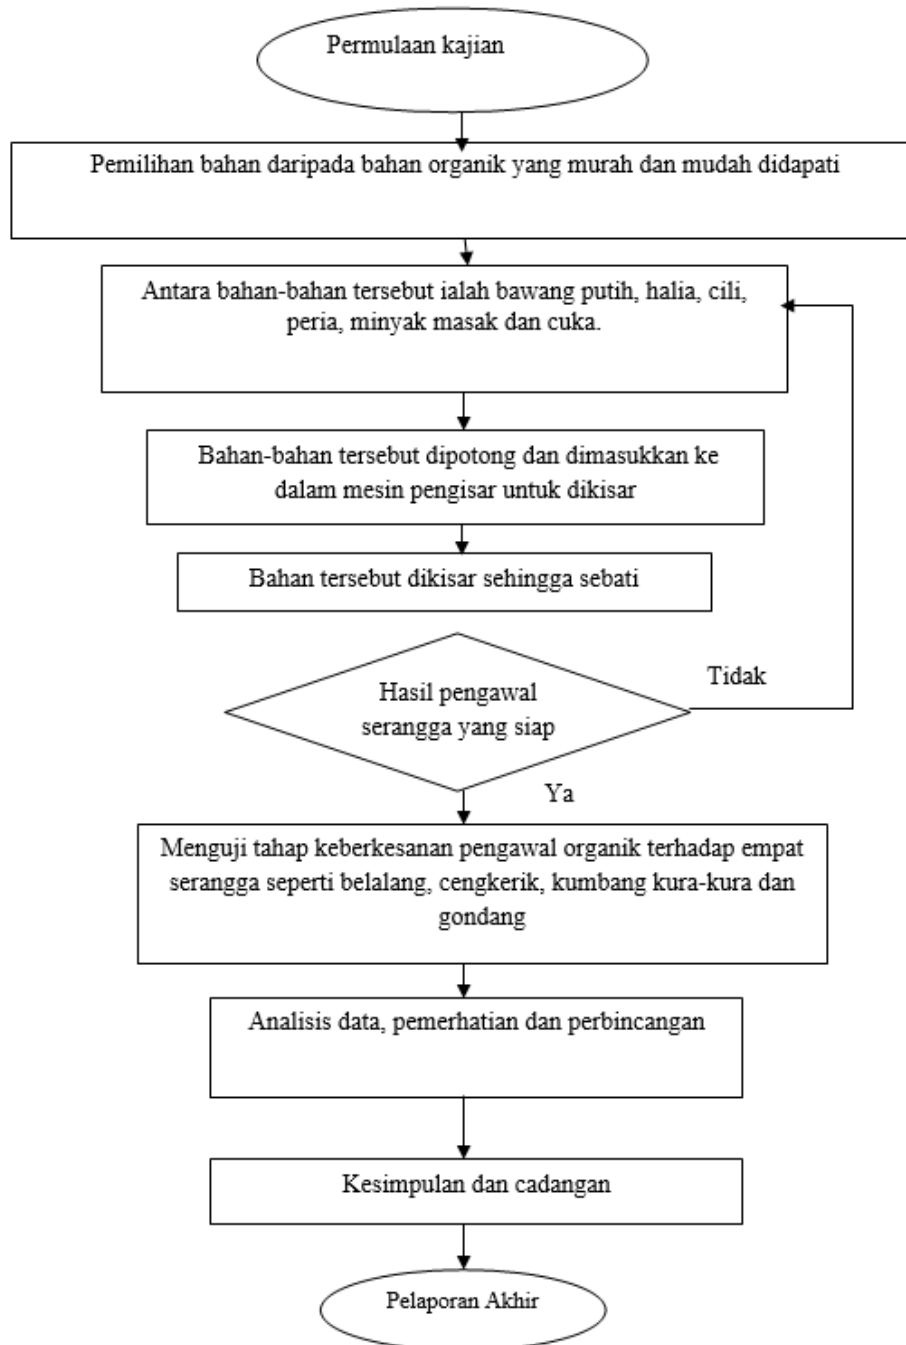 Permulaan kajian
Pemilihan bahan daripada bahan organik yang murah dan mudah didapati
Antara bahan-bahan tersebut ialah bawang putih, halia, cili,
peria, minyak masak dan cuka.
Bahan-bahan tersebut dipotong dan dimasukkan ke
dalam mesin pengisar untuk dikisar
Bahan tersebut dikisar sehingga sebati
Hasil pengawal
serangga yang siap
Tidak
Ya
Menguji tahap keberkesanan pengawal organik terhadap empat
serangga seperti belalang, cengkerik, kumbang kura-kura dan
gondang
Analisis data, pemerhatian dan perbincangan
Kesimpulan dan cadangan
Pelaporan Akhir